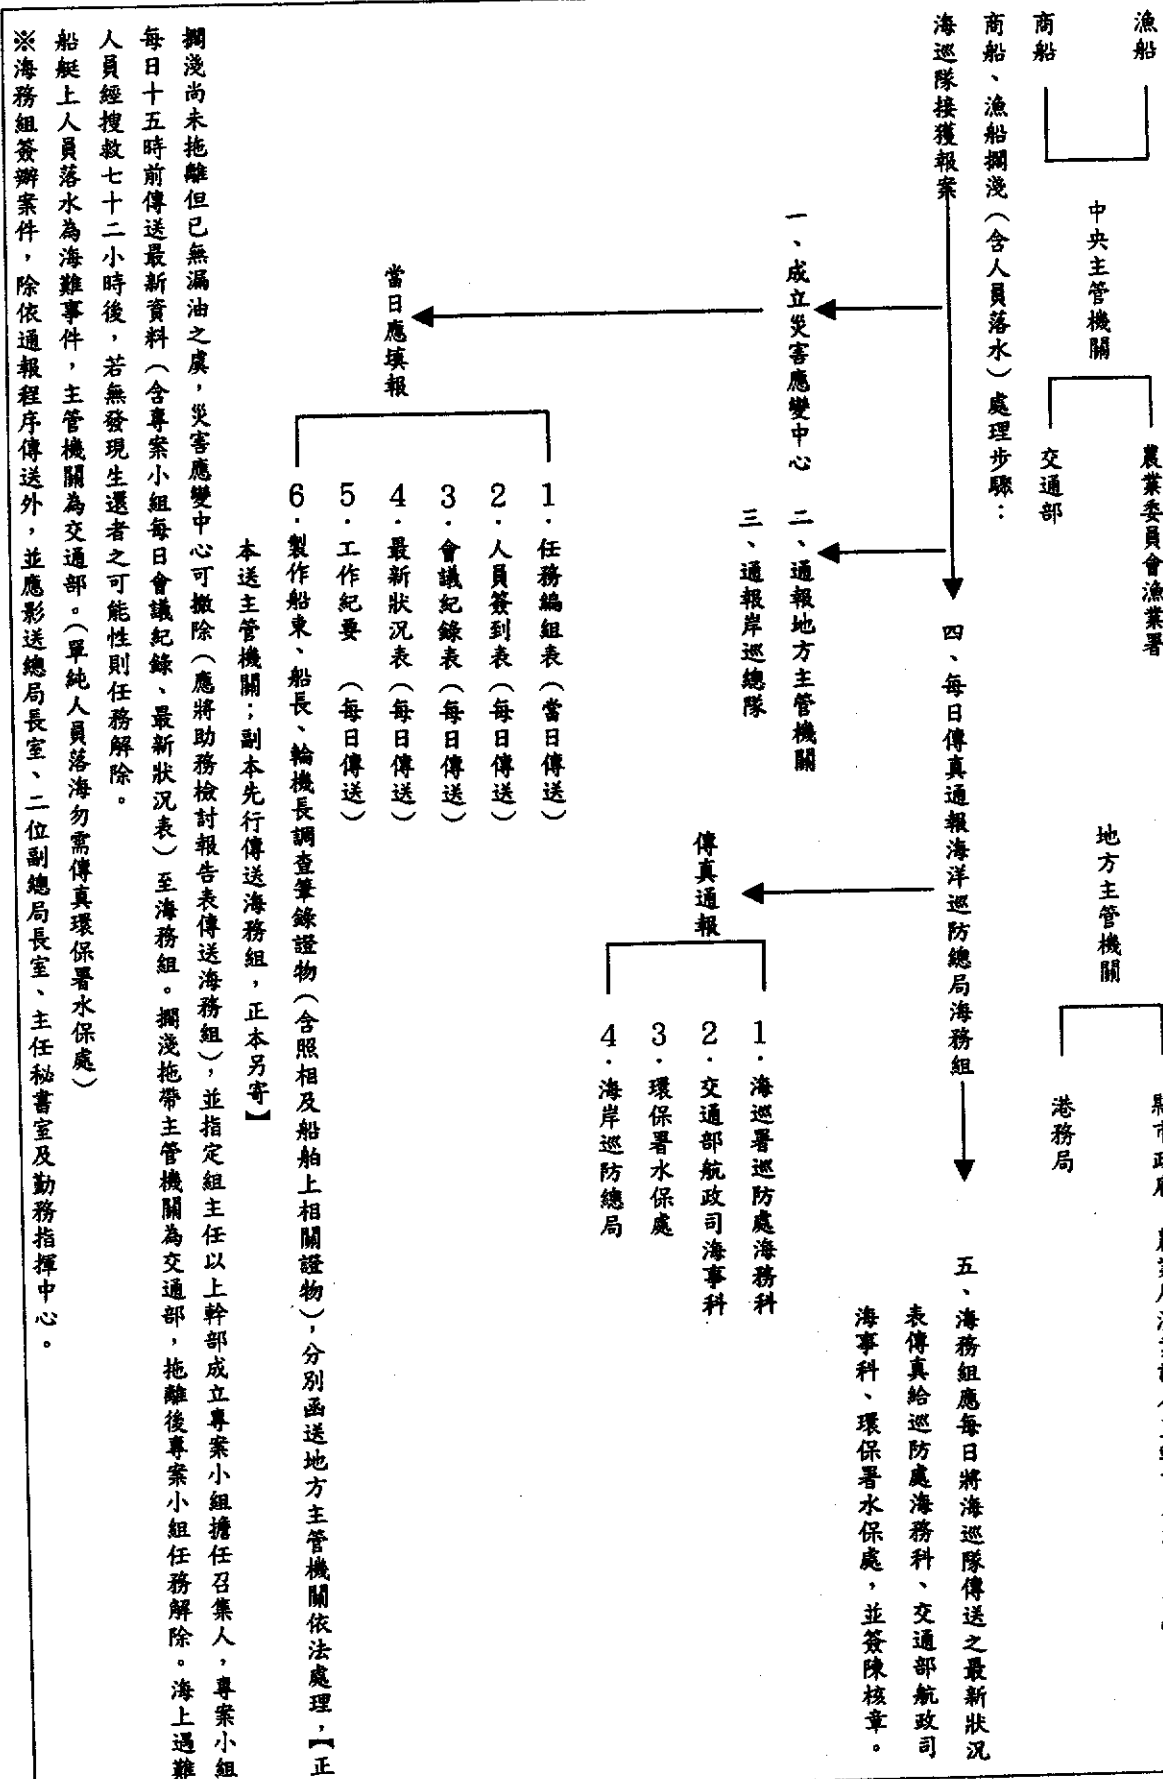 漁船
中央主管機關
農業委員會漁業署
地方主管機關
商船
交通部
港務局
商船、漁船擱淺（含人員落水）處理步驟：
海巡隊接獲報案
四、每日傳真通報海洋巡防總局海務組
五、海務組應每日將海巡隊傳送之最新狀況
表傳真給巡防處海務科、交通部航政司
海事科、環保署水保處，並簽陳核章。
一、成立災害應變中心
二、通報地方主管機關
三、通報岸巡總隊
傳真通報
1．海巡署巡防處海務科
2．交通部航政司海事科
3．環保署水保處
4．海岸巡防總局
當日應填報
1．任務編組表（當日傳送）
2．人員簽到表（每日傳送）
3．會議紀錄表（每日傳送）
4．最新狀況表（每日傳送）
5．工作紀要　（每日傳送）
6．製作船東、船長、輪機長調查筆錄證物（含照相及船舶上相關證物），分別函送地方主管機關依法處理，【正
本送主管機關；副本先行傳送海務組，正本另寄】
擱淺尚未拖離但已無漏油之虞，災害應變中心可撤除（應將助務檢討報告表傳送海務組），並指定組主任以上幹部成立專案小組擔任召集人，專案小組
每日十五時前傳送最新資料（含專案小組每日會議紀錄、最新狀況表）至海務組。擱淺拖帶主管機關為交通部，拖離後專案小組任務解除。海上遇難
人員經搜救七十二小時後，若無發現生還者之可能性則任務解除。
船艇上人員落水為海難事件，主管機關為交通部。（單純人員落海勿需傳真環保署水保處）
※海務組簽辦案件，除依通報程序傳送外，並應影送總局長室、二位副總局長室、主任秘書室及勤務指揮中心。